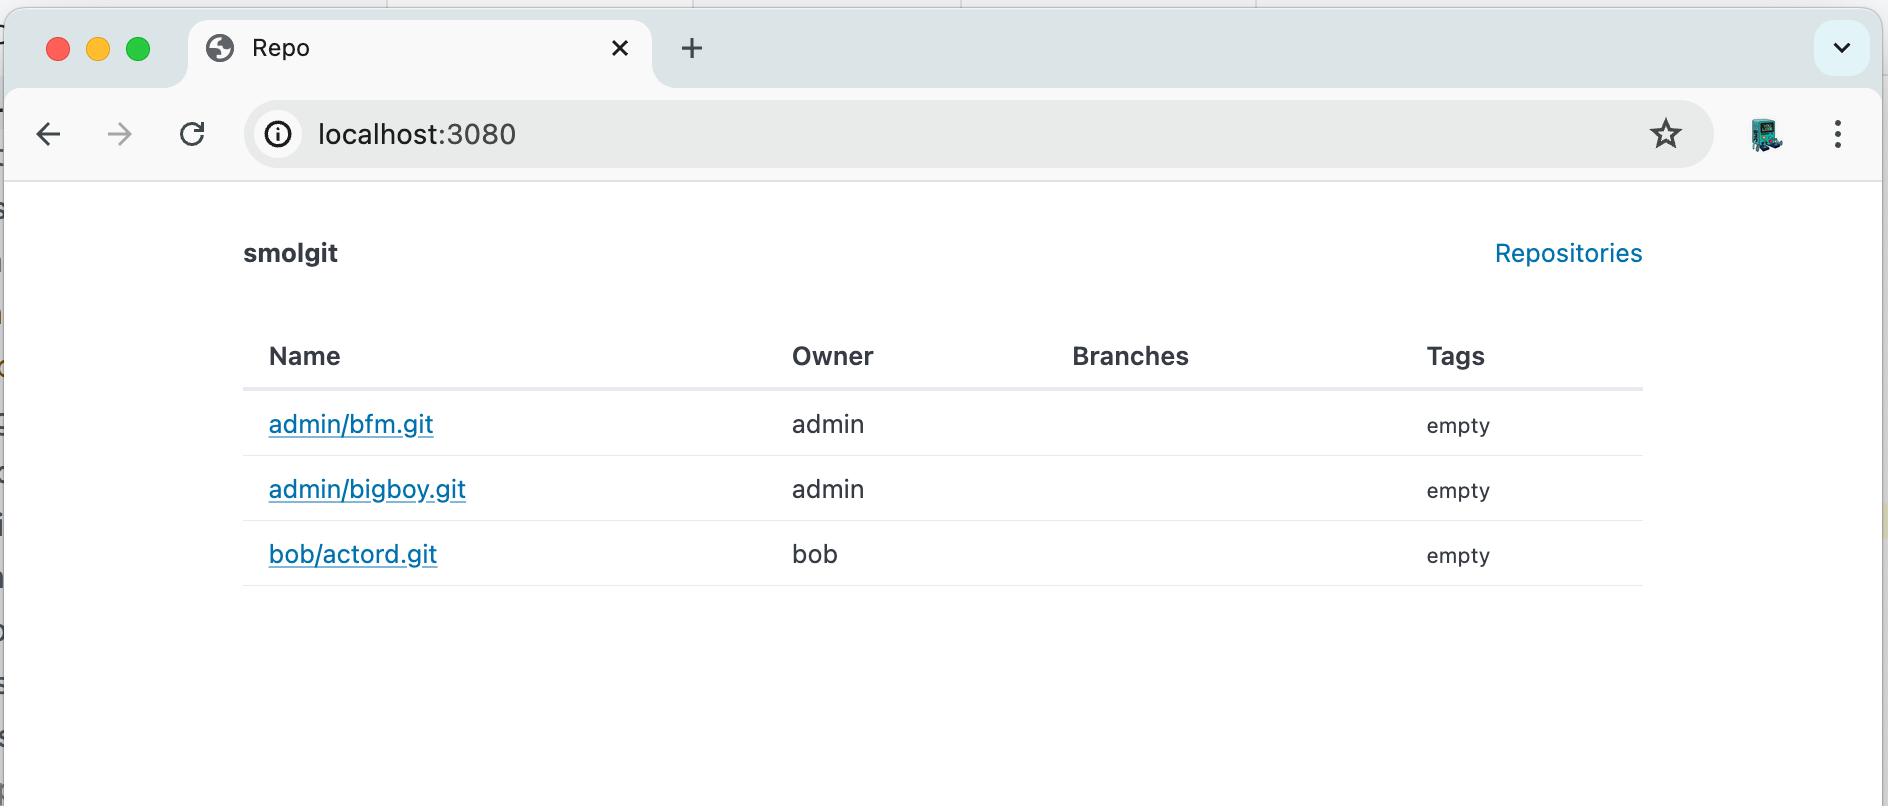 Repo
localhost:3080
smolgit Repositories
Name Owner Branches Tags
admin/bfm.git admin empty
admin/bigboy.git admin empty
bob/actord.git bob empty